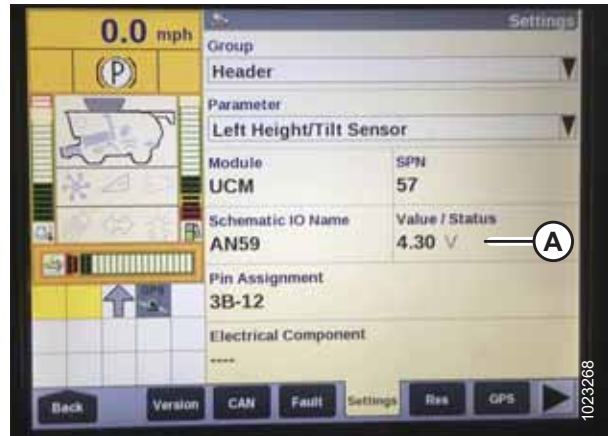 0.0 mph
Settings
(P)
Group
Header
Parameter
Left Height/Tilt Sensor
Module
SPN
UCM
57
Schematic IO Name
Value / Status
AN59
4.30 V
A
Pin Assignment
3B-12
GPS
Electrical Component
----
Back
Version
CAN
Fault
Settings
Res
GPS
1023268